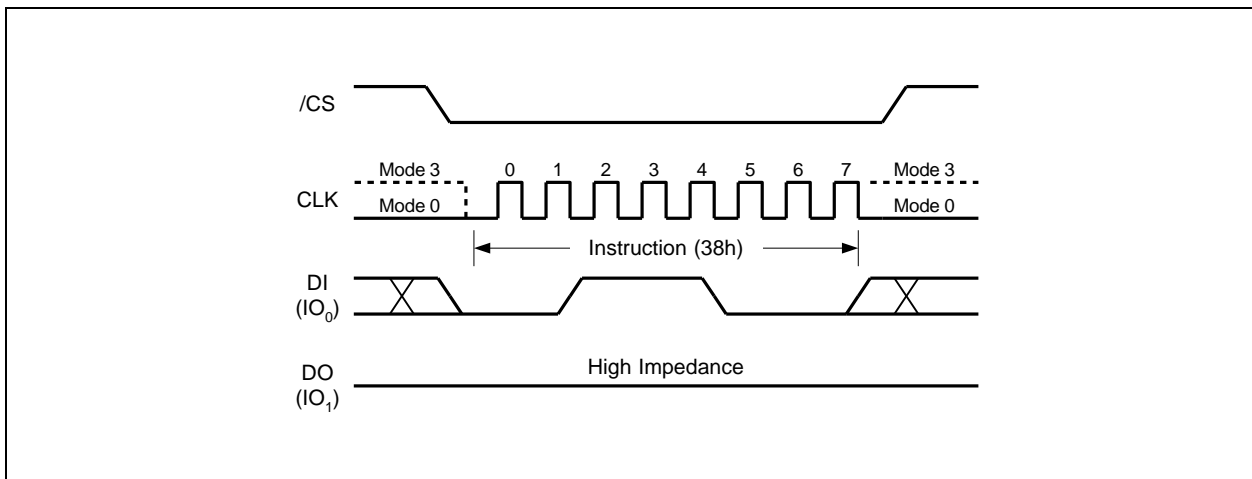 /CS
Mode 3 0 1 2 3 4 5 6 7 Mode 3
CLK
Mode 0 Mode 0
Instruction (38h)
DI
(IO₀)
High Impedance
DO
(IO₁)